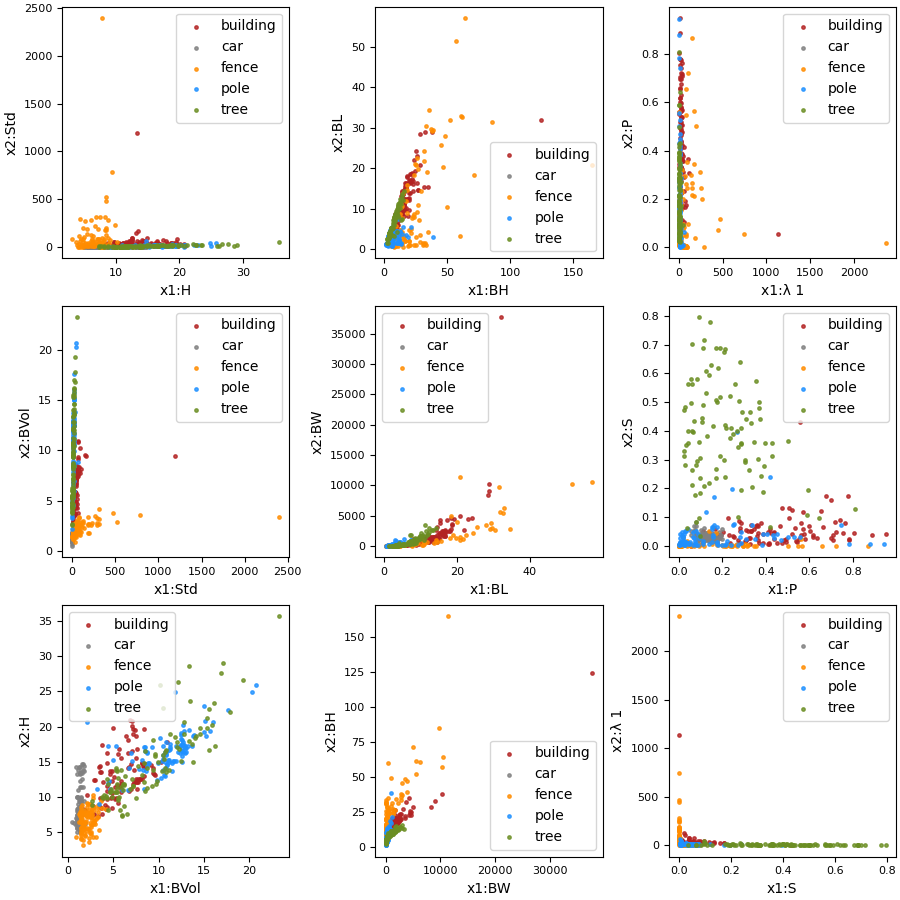 2500
2000
1500
1000
500
0
10
20
30
x2:Std
x1:H
building
car
fence
pole
tree
60
50
40
30
20
10
0
0
50
100
150
x2:BL
x1:BH
building
car
fence
pole
tree
0.8
0.6
0.4
0.2
0.0
0
500
1000
1500
2000
x2:P
x1:λ 1
building
car
fence
pole
tree
20
15
10
5
0
0
500
1000
1500
2000
2500
x2:BVol
x1:Std
building
car
fence
pole
tree
35000
30000
25000
20000
15000
10000
5000
0
0
20
40
x2:BW
x1:BL
building
car
fence
pole
tree
0.8
0.7
0.6
0.5
0.4
0.3
0.2
0.1
0.0
0.0
0.2
0.4
0.6
0.8
x2:S
x1:P
building
car
fence
pole
tree
35
30
25
20
15
10
5
0
5
10
15
20
x2:H
x1:BVol
building
car
fence
pole
tree
150
125
100
75
50
25
0
0
10000
20000
30000
x2:BH
x1:BW
building
car
fence
pole
tree
2000
1500
1000
500
0
0.0
0.2
0.4
0.6
0.8
x2:λ 1
x1:S
building
car
fence
pole
tree